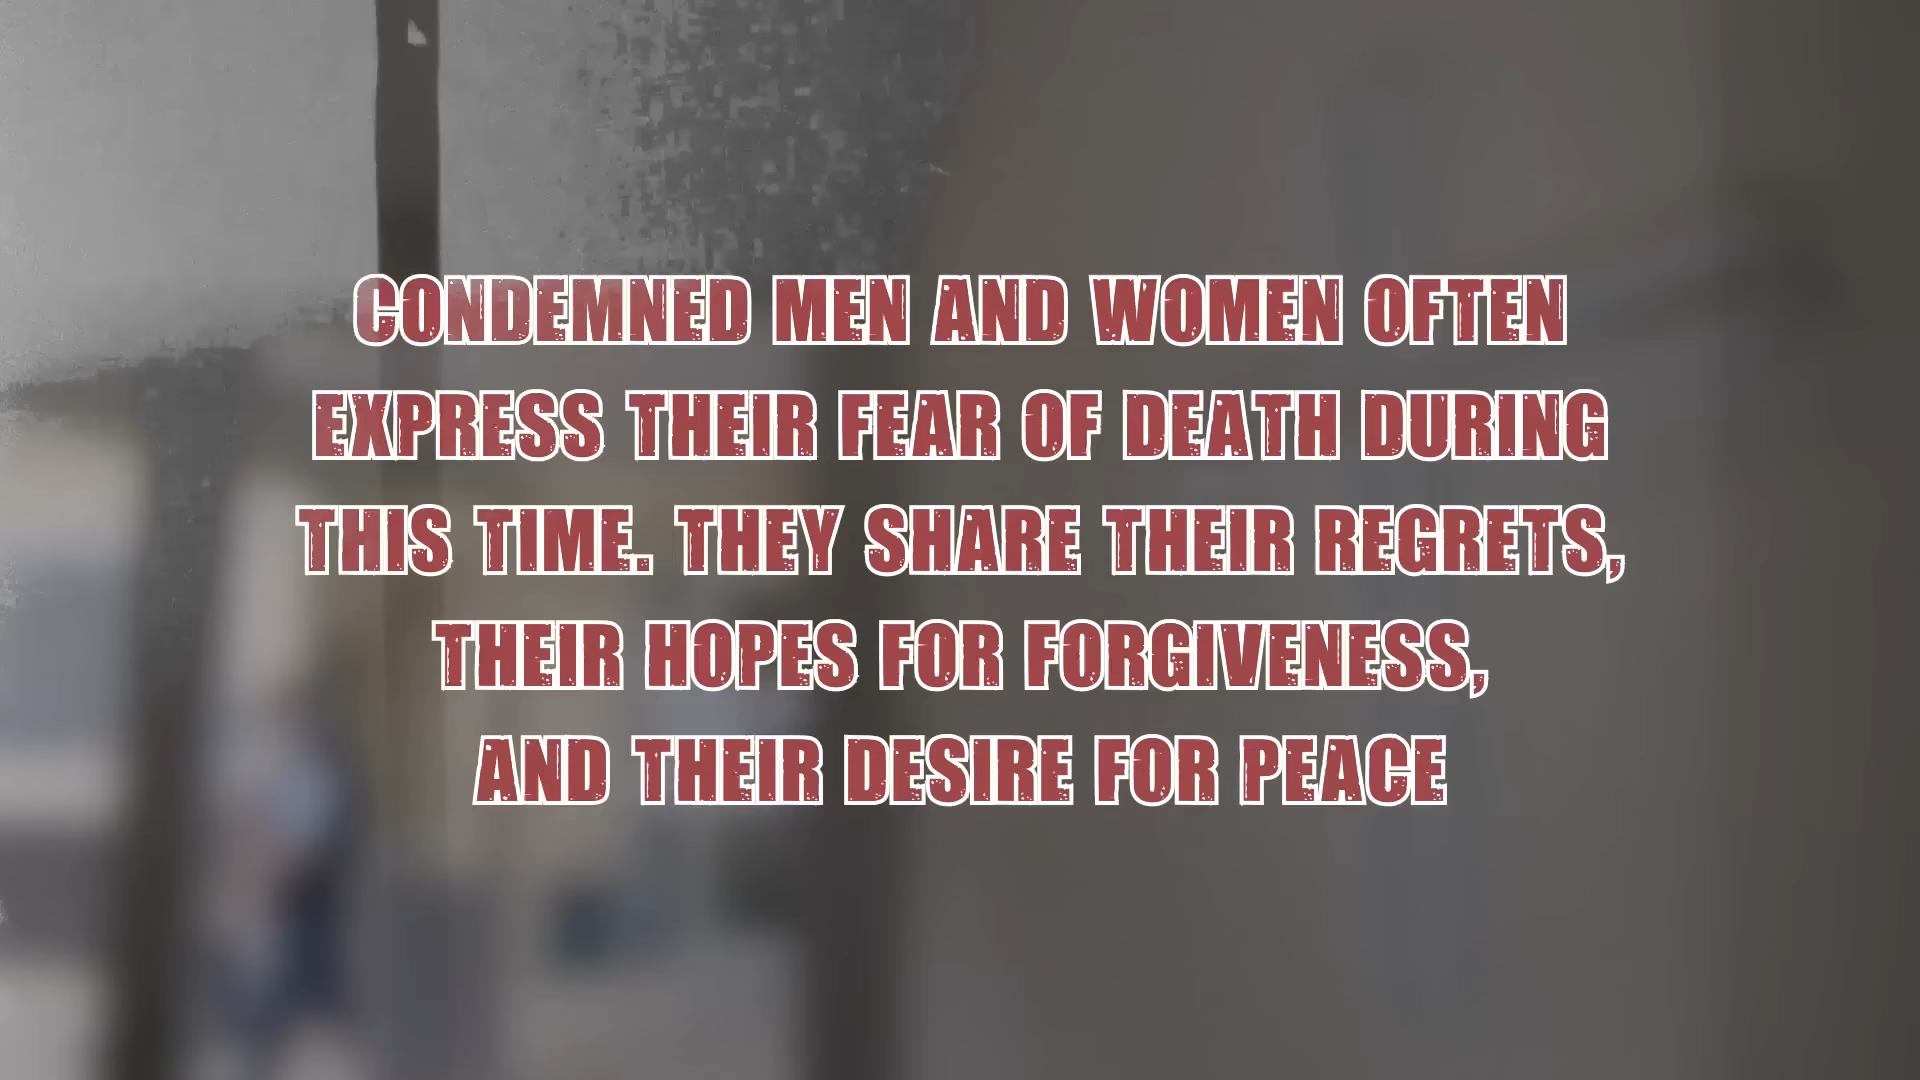 CONDEMNED MEN AND WOMEN OFTEN
EXPRESS THEIR FEAR OF DEATH DURING
THIS TIME. THEY SHARE THEIR REGRETS,
THEIR HOPES FOR FORGIVENESS,
AND THEIR DESIRE FOR PEACE